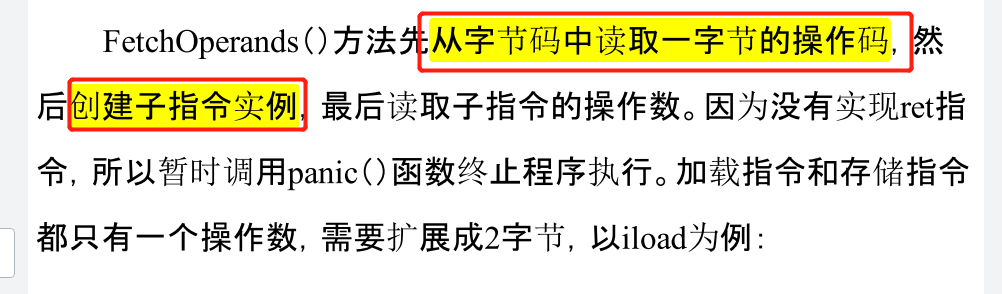 FetchOperands()方法先从字节码中读取一字节的操作码，然
后创建子指令实例，最后读取子指令的操作数。因为没有实现ret指
令，所以暂时调用panic()函数终止程序执行。加载指令和存储指令
都只有一个操作数，需要扩展成2字节，以iload为例：